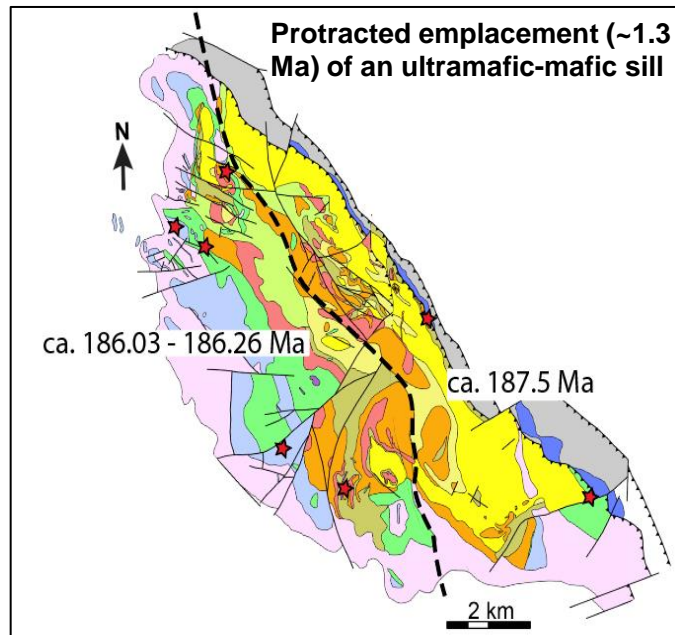 Protracted emplacement (~1.3
Ma) of an ultramafic-mafic sill
N
ca. 186.03 - 186.26 Ma
ca. 187.5 Ma
2 km